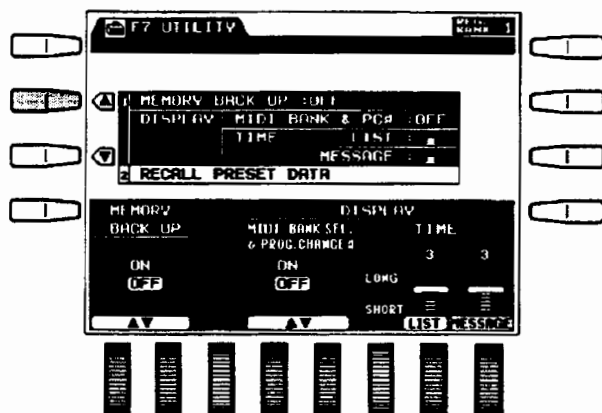 F7 UTILITY
REG. BANK 1
1 MEMORY BACK UP :OFF
DISPLAY MIDI BANK & PC# :OFF
TIME LIST :
MESSAGE :
2 RECALL PRESET DATA
MEMORY DISPLAY
BACK UP MIDI BANK SEL. TIME
& PROG.CHANGE#
3 3
ON ON
LONG
OFF OFF
SHORT
LIST MESSAGE